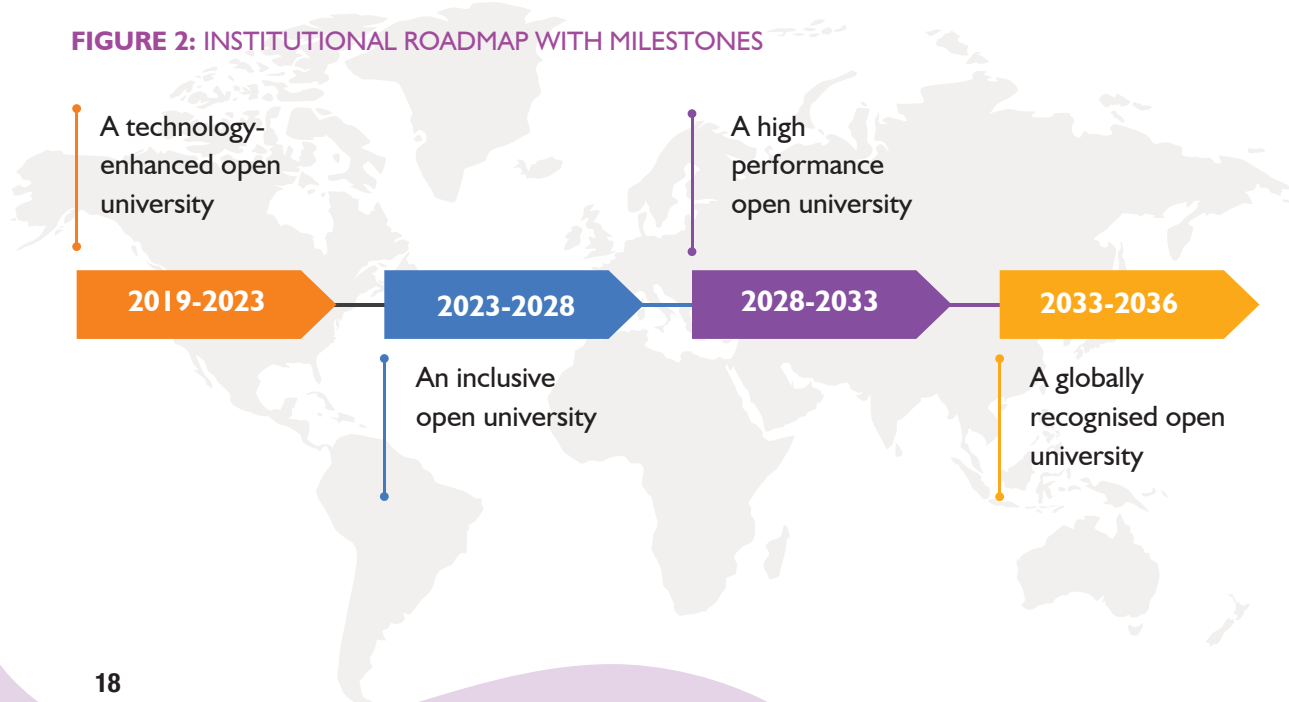 FIGURE 2: INSTITUTIONAL ROADMAP WITH MILESTONES
A technology-
enhanced open
university
A high
performance
open university
2019-2023
2023-2028
2028-2033
2033-2036
An inclusive
open university
A globally
recognised open
university
18